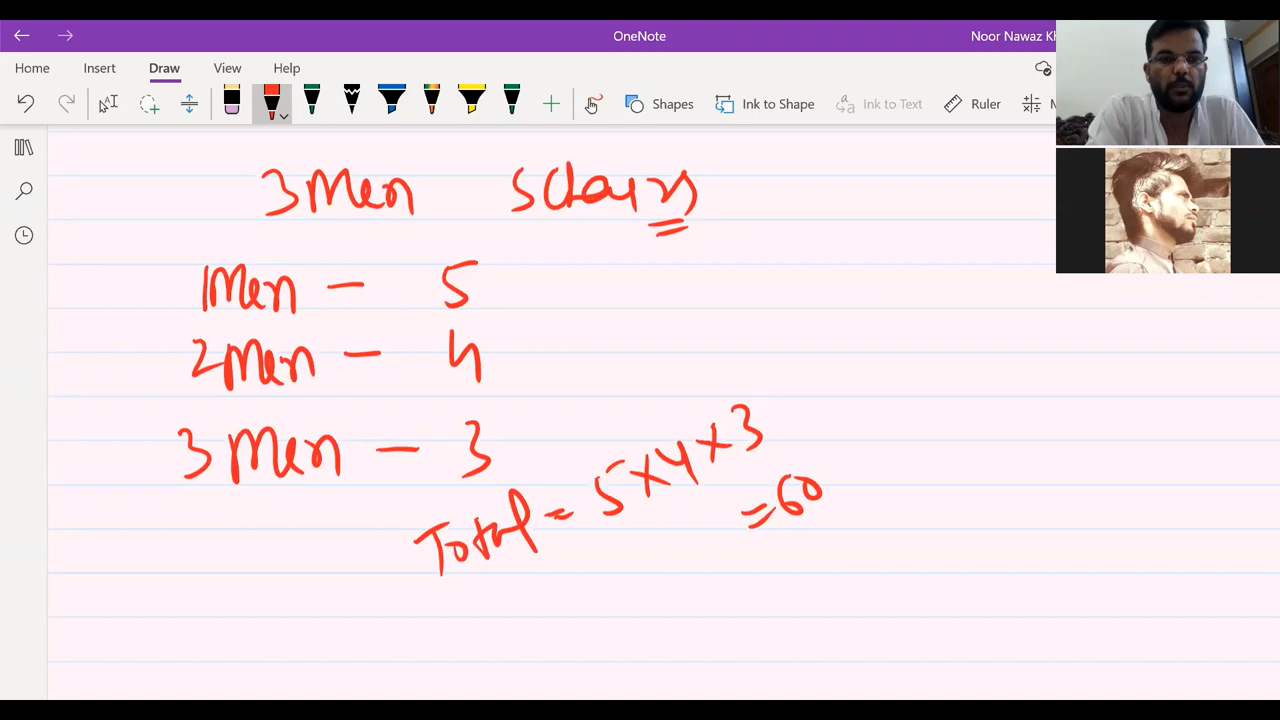 OneNote
Noor Nawaz Kh
Home Insert Draw View Help
Shapes Ink to Shape Ink to Text Ruler M
3 Men 5 Chairs
1 Men - 5
2 Men - 4
3 Men - 3
Total = 5 x 4 x 3
= 60